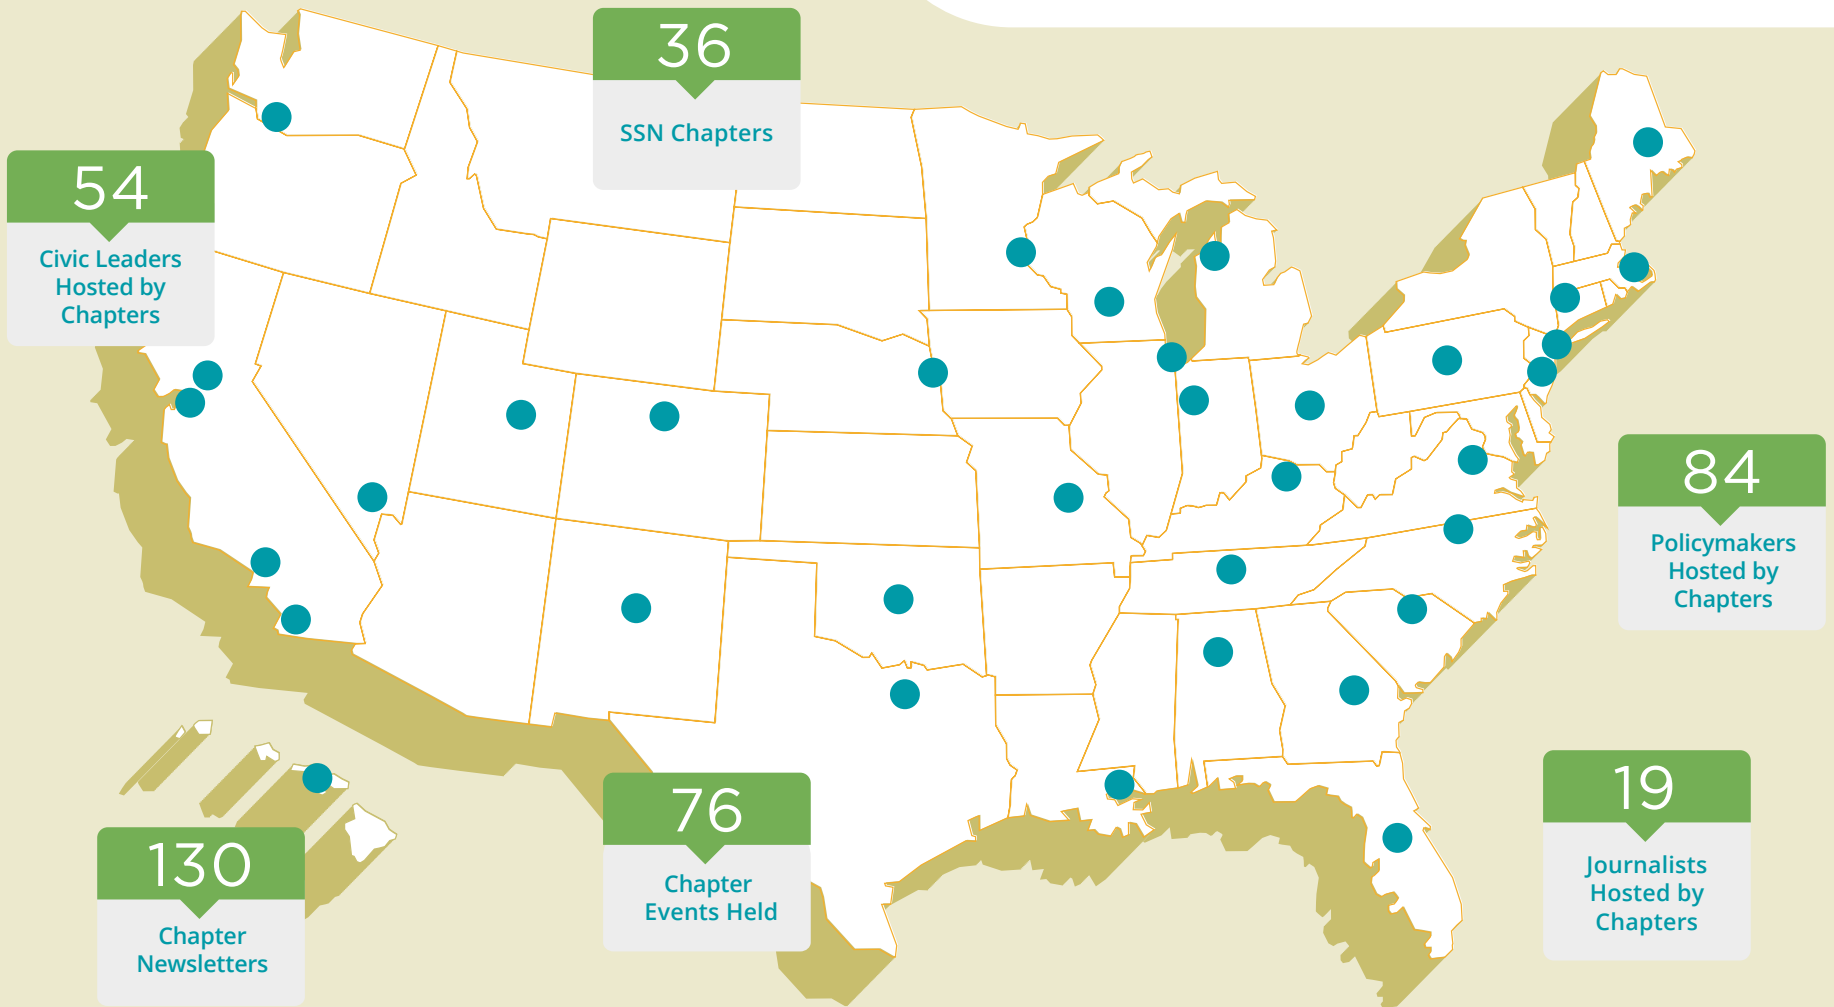 36
SSN Chapters
54
Civic Leaders
Hosted by
Chapters
84
Policymakers
Hosted by
Chapters
76
Chapter
Events Held
19
Journalists
Hosted by
Chapters
130
Chapter
Newsletters